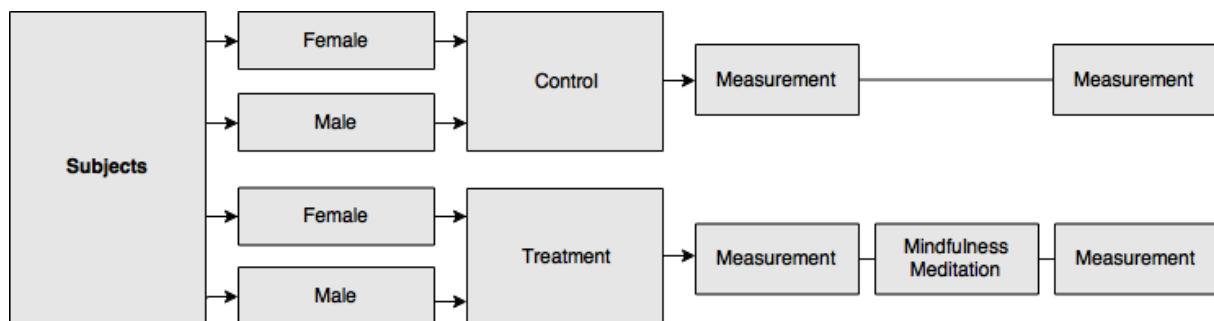 Subjects
Female
Male
Control
Measurement
Measurement
Female
Male
Treatment
Measurement
Mindfulness
Meditation
Measurement